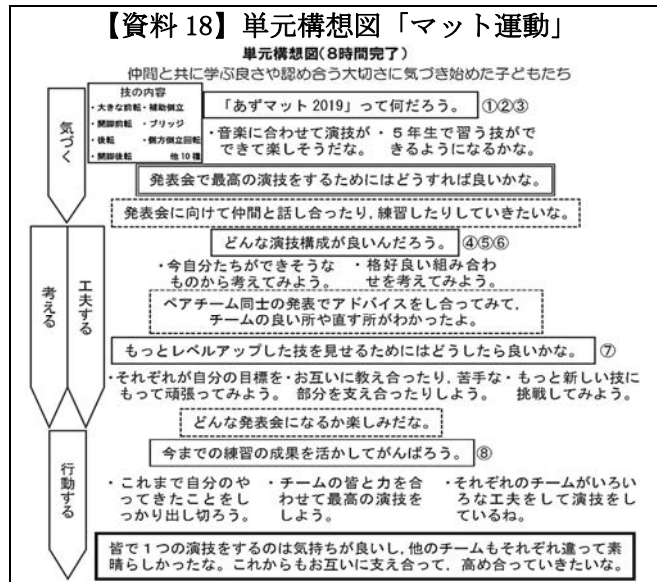 【資料 18】単元構想図「マット運動」
単元構想図(８時間完了)
仲間と共に学ぶ良さや認め合う大切さに気づき始めた子どもたち
技の内容
・大きな前転・補助倒立
・開脚前転・ブリッジ
・後転・側方倒立回転
・開脚後転 他10種
気づく
「あずマット2019」って何だろう。 ①②③
・音楽に合わせて演技ができて楽しそうだな。
・５年生で習う技ができるようになるかな。
発表会で最高の演技をするためにはどうすれば良いかな。
発表会に向けて仲間と話し合ったり,練習したりしていきたいな。
考える
工夫する
どんな演技構成が良いんだろう。 ④⑤⑥
・今自分たちができそうなものから考えてみよう。
・格好良い組み合わせを考えてみよう。
ペアチーム同士の発表でアドバイスをし合ってみて,
チームの良い所や直す所がわかったよ。
もっとレベルアップした技を見せるためにはどうしたら良いかな。 ⑦
・それぞれが自分の目標をもって頑張ってみよう。
・お互いに教え合ったり,苦手な部分を支え合ったりしよう。
・もっと新しい技に挑戦してみよう。
どんな発表会になるか楽しみだな。
行動する
今までの練習の成果を活かしてがんばろう。 ⑧
・これまで自分のやってきたことをしっかり出し切ろう。
・チームの皆と力を合わせて最高の演技をしよう。
・それぞれのチームがいろいろな工夫をして演技をしているね。
皆で１つの演技をするのは気持ちが良いし,他のチームもそれぞれ違って素
晴らしかったな。これからもお互いに支え合って,高め合っていきたいな。